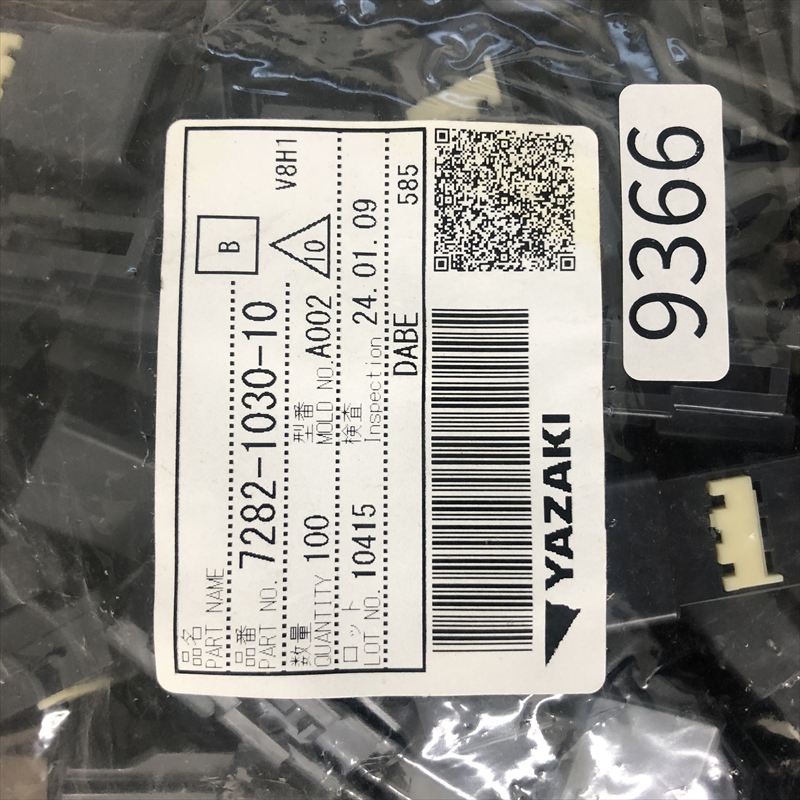 品名
PART NAME
B
V8H1
品番
PART NO. 7282-1030-10
10
数量
QUANTITY 100
型番
MOLD NO. A002
ロット
LOT NO. 10415
検査
Inspection 24.01.09
DABE
585
YAZAKI
9366